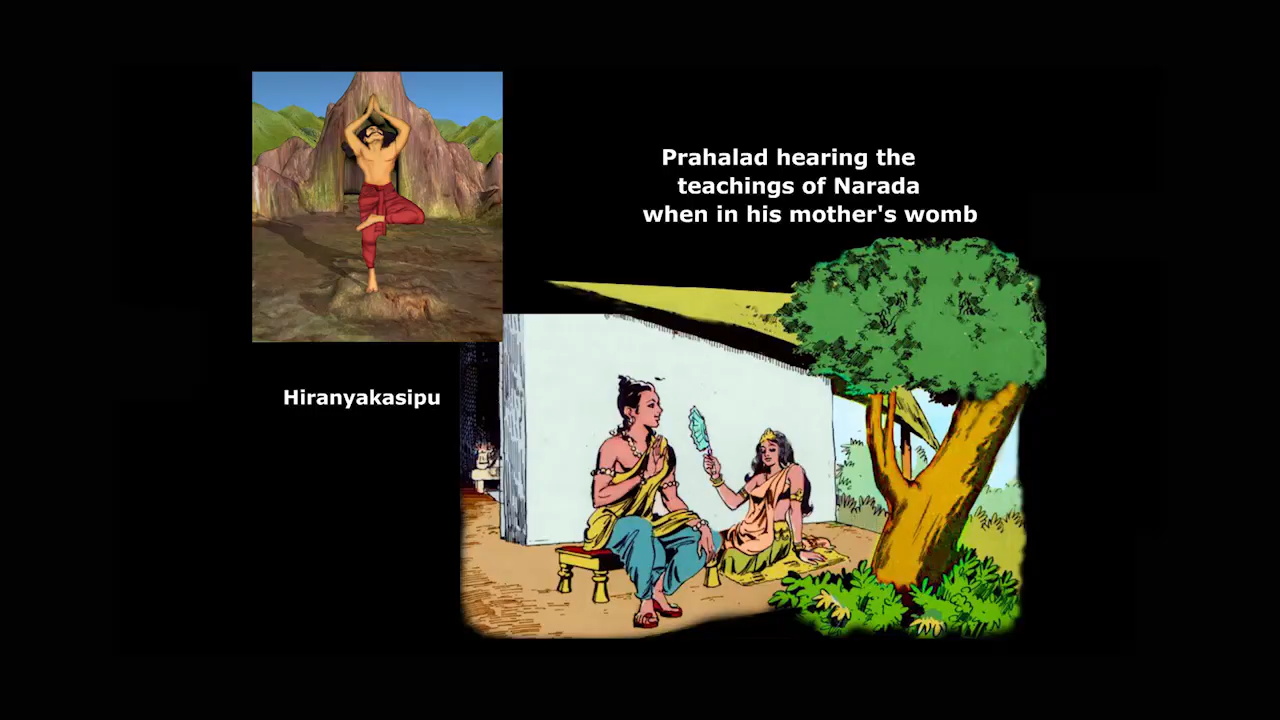 Prahalad hearing the
teachings of Narada
when in his mother's womb
Hiranyakasipu